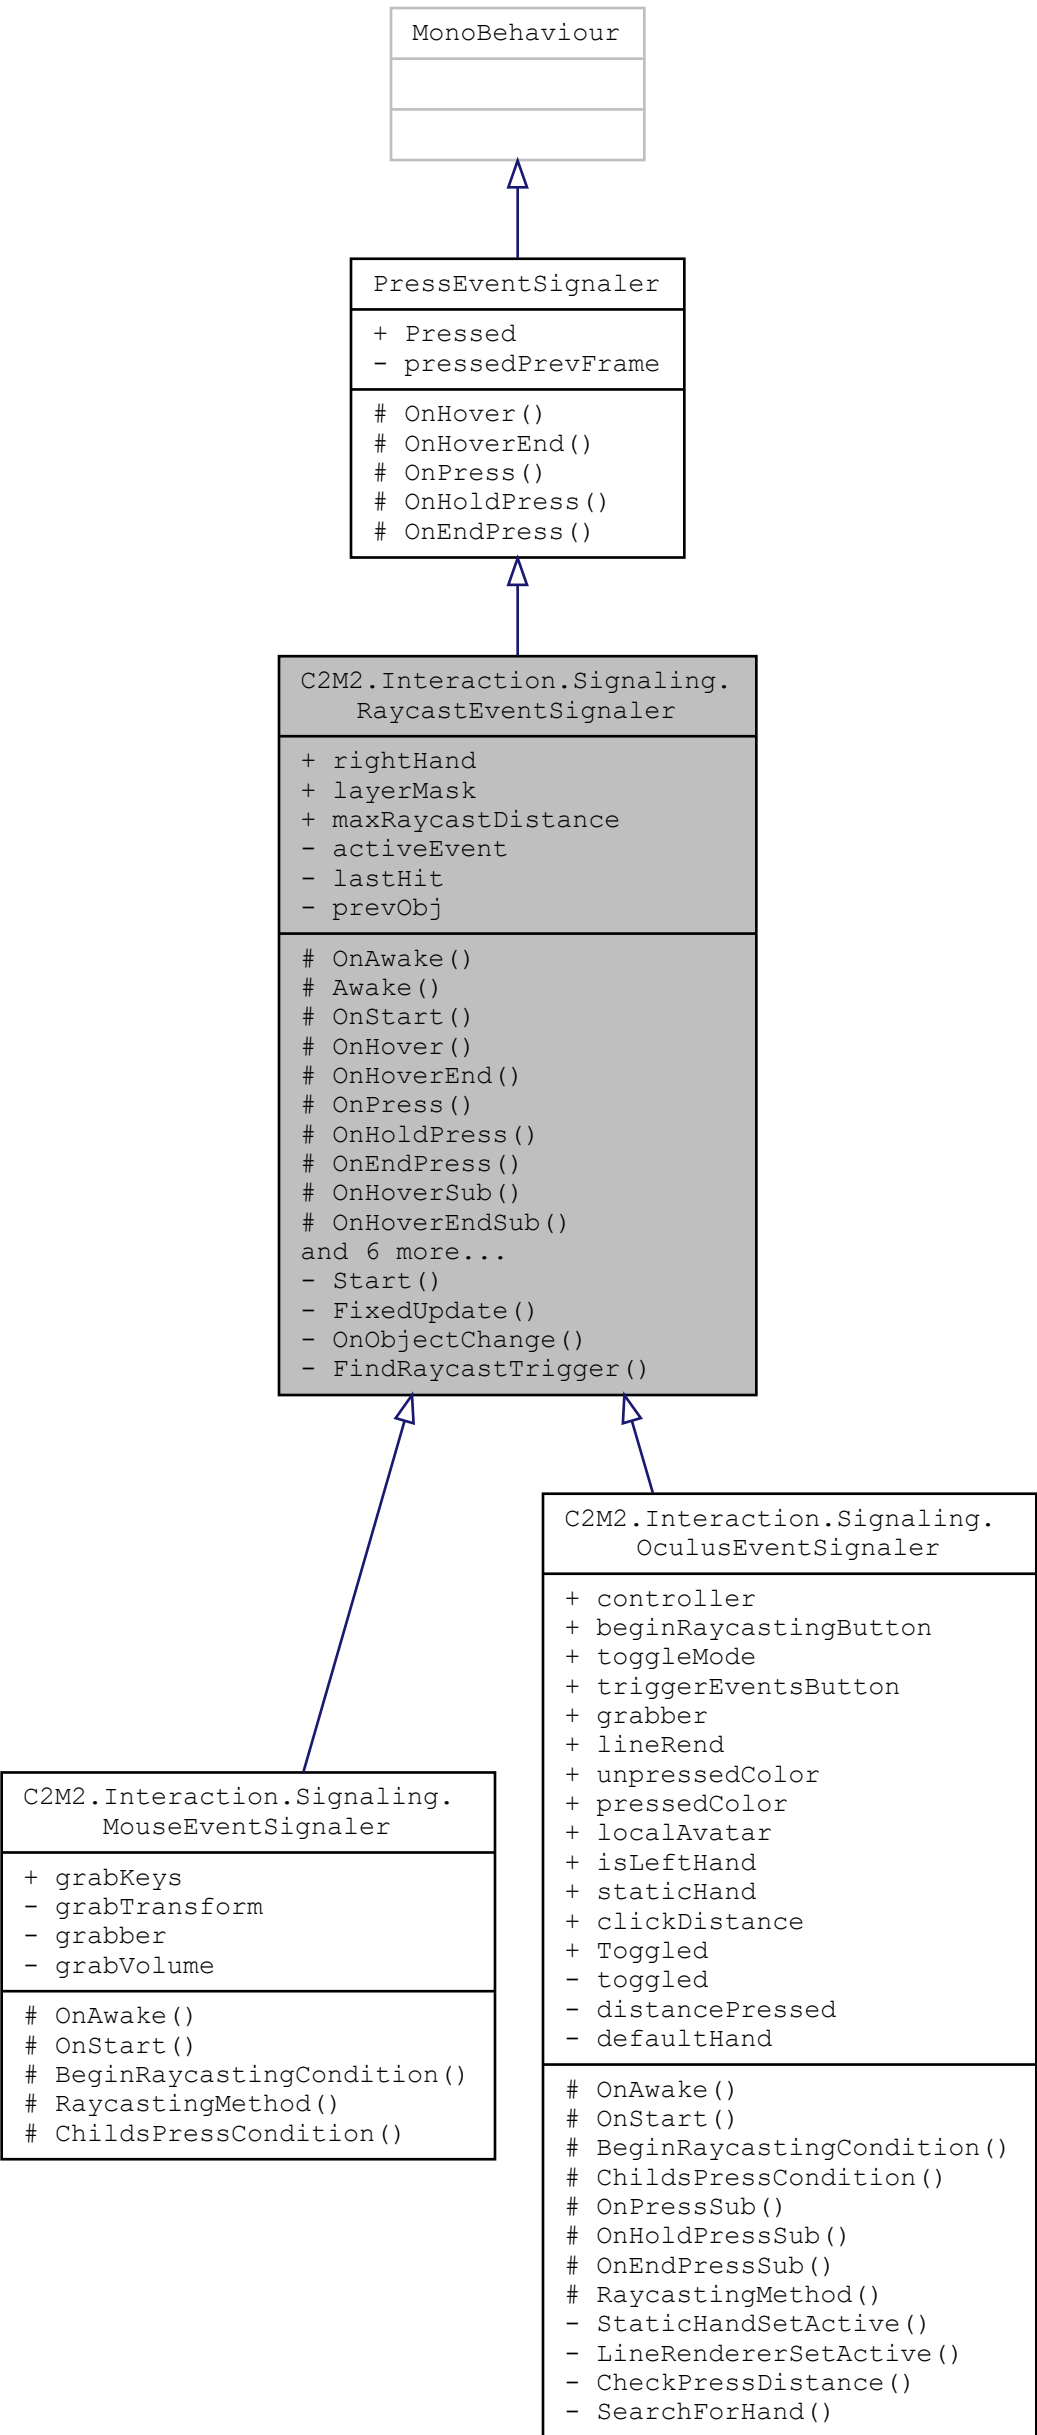 MonoBehaviour
PressEventSignaler
+ Pressed
- pressedPrevFrame
# OnHover()
# OnHoverEnd()
# OnPress()
# OnHoldPress()
# OnEndPress()
C2M2.Interaction.Signaling.
RaycastEventSignaler
+ rightHand
+ layerMask
+ maxRaycastDistance
- activeEvent
- lastHit
- prevObj
# OnAwake()
# Awake()
# OnStart()
# OnHover()
# OnHoverEnd()
# OnPress()
# OnHoldPress()
# OnEndPress()
# OnHoverSub()
# OnHoverEndSub()
and 6 more...
- Start()
- FixedUpdate()
- OnObjectChange()
- FindRaycastTrigger()
C2M2.Interaction.Signaling.
MouseEventSignaler
+ grabKeys
- grabTransform
- grabber
- grabVolume
# OnAwake()
# OnStart()
# BeginRaycastingCondition()
# RaycastingMethod()
# ChildsPressCondition()
C2M2.Interaction.Signaling.
OculusEventSignaler
+ controller
+ beginRaycastingButton
+ toggleMode
+ triggerEventsButton
+ grabber
+ lineRend
+ unpressedColor
+ pressedColor
+ localAvatar
+ isLeftHand
+ staticHand
+ clickDistance
+ Toggled
- toggled
- distancePressed
- defaultHand
# OnAwake()
# OnStart()
# BeginRaycastingCondition()
# ChildsPressCondition()
# OnPressSub()
# OnHoldPressSub()
# OnEndPressSub()
# RaycastingMethod()
- StaticHandSetActive()
- LineRendererSetActive()
- CheckPressDistance()
- SearchForHand()